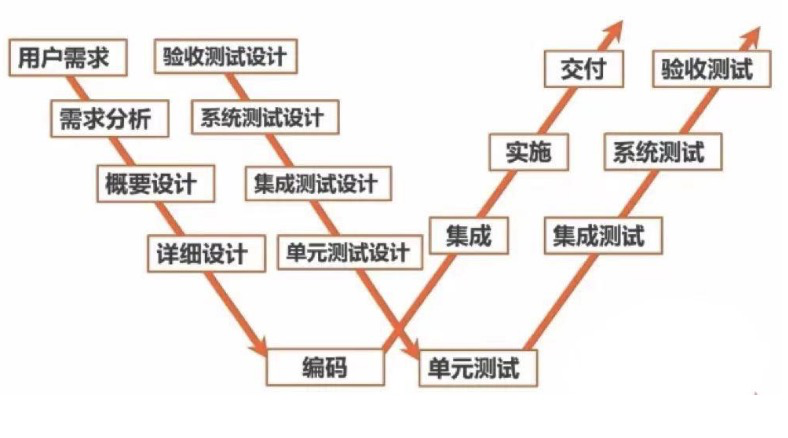 用户需求
验收测试设计
交付
验收测试
需求分析
系统测试设计
实施
系统测试
概要设计
集成测试设计
集成
集成测试
详细设计
单元测试设计
编码
单元测试